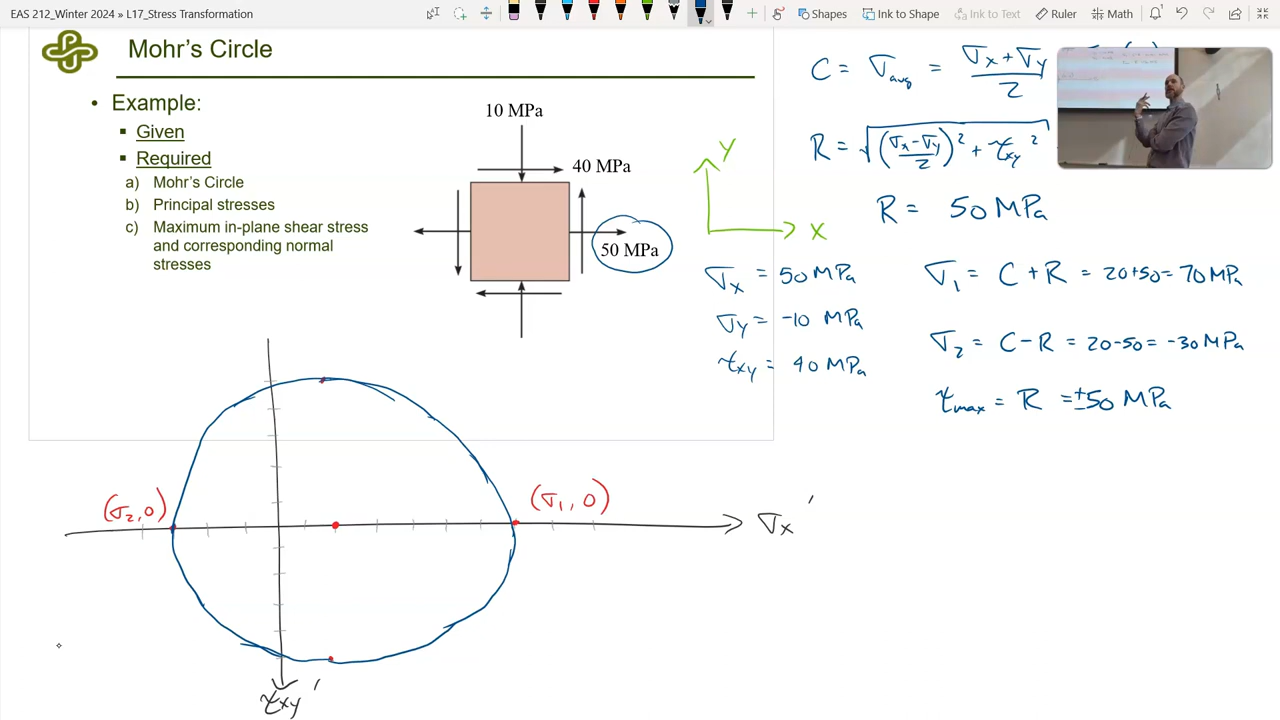 EAS 212_Winter 2024 » L17_Stress Transformation
Shapes
Ink to Shape
Ink to Text
Ruler
Math
Mohr's Circle
• Example:
▪ Given
▪ Required
a) Mohr's Circle
b) Principal stresses
c) Maximum in-plane shear stress
and corresponding normal
stresses
10 MPa
40 MPa
50 MPa
Y
X
C = σavg = σx + σy / 2
R = √((σx - σy / 2)² + τxy²
R = 50 MPa
σx = 50 MPa
σy = -10 MPa
τxy = 40 MPa
σ1 = C + R = 20+50 = 70 MPa
σ2 = C - R = 20-50 = -30 MPa
τmax = R = ±50 MPa
(σ2, 0)
(σ1, 0)
σx'
τxy'